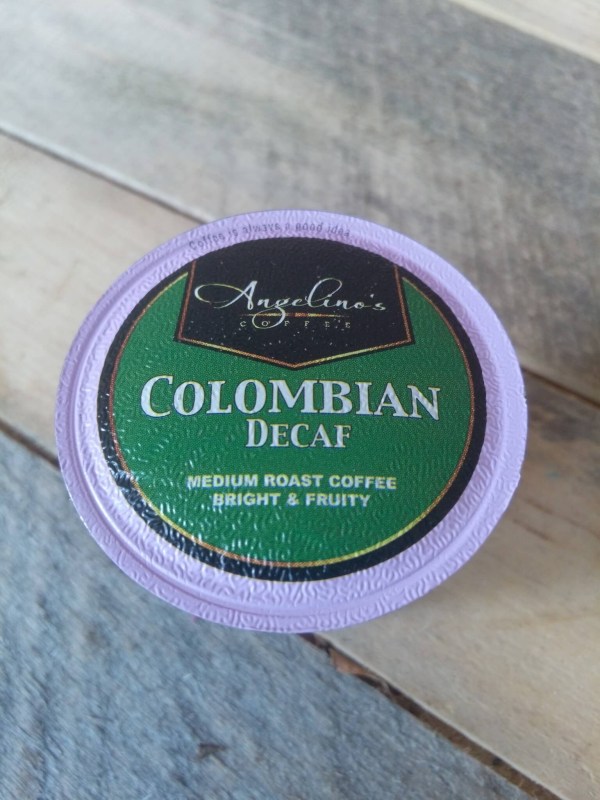 Coffee is always a good idea
Angelino's
COFFEE
COLOMBIAN
DECAF
MEDIUM ROAST COFFEE
BRIGHT & FRUITY